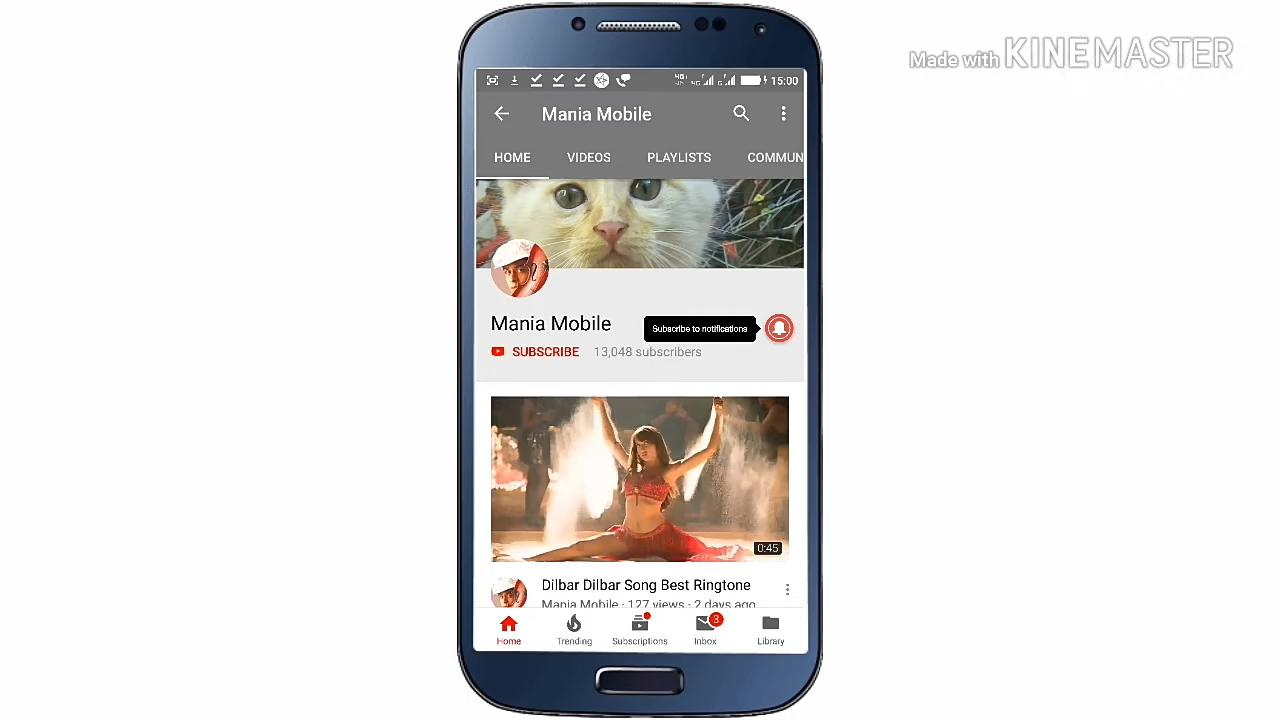 Made with KINEMASTER
15:00
Mania Mobile
HOME VIDEOS PLAYLISTS COMMUN
Mania Mobile
Subscribe to notifications
SUBSCRIBE 13,048 subscribers
0:45
Dilbar Dilbar Song Best Ringtone
Mania Mobile · 127 views · 2 days ago
3
Home Trending Subscriptions Inbox Library